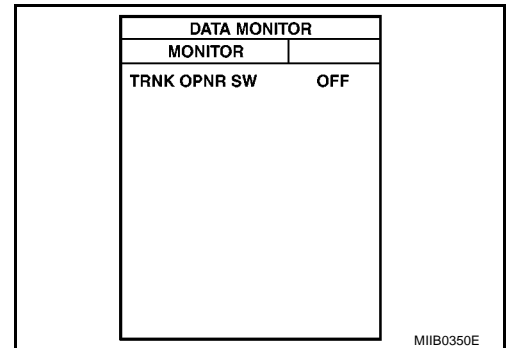 DATA MONITOR
MONITOR
TRNK OPNR SW OFF
MIIB0350E